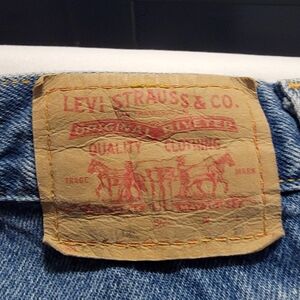 LEVI STRAUSS & CO.
ORIGINAL RIVETED
QUALITY CLOTHING
TRADE MARK